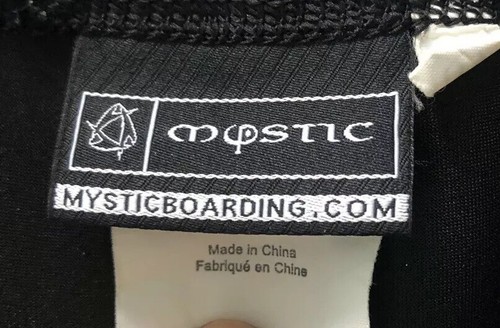 mystic
MYSTICBOARDING.COM
Made in China
Fabriqué en Chine